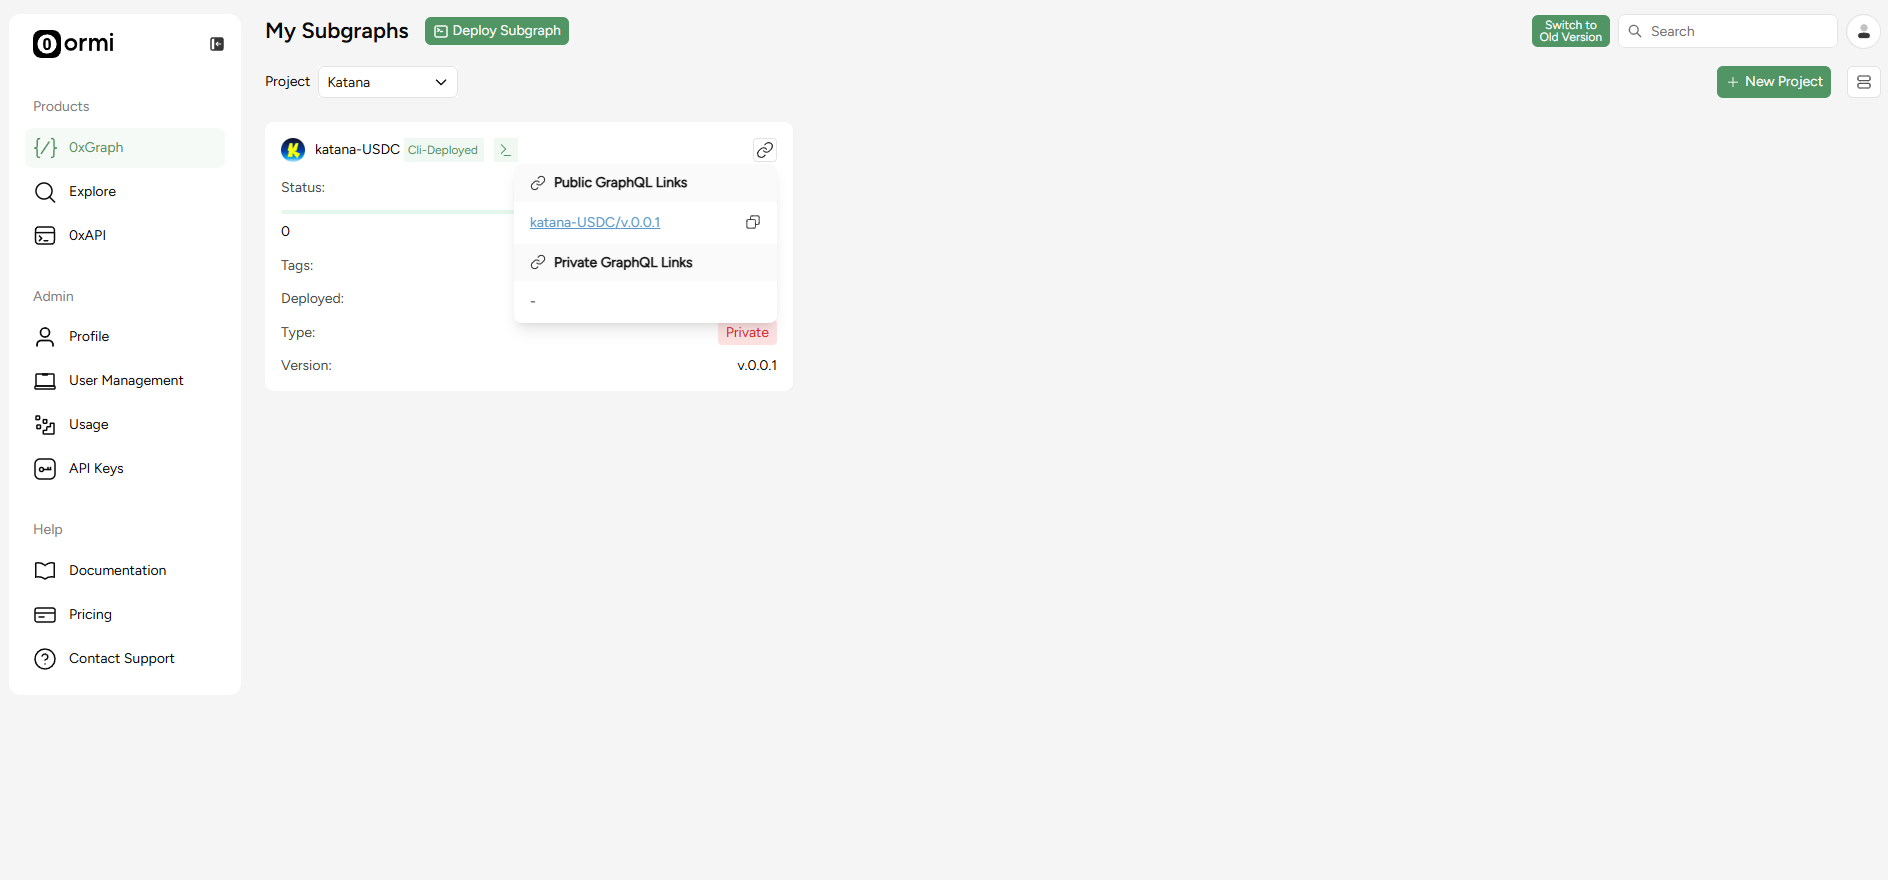 ormi
Products
0xGraph
Explore
0xAPI
Admin
Profile
User Management
Usage
API Keys
Help
Documentation
Pricing
Contact Support
My Subgraphs
Deploy Subgraph
Switch to
Old Version
Search
Project
Katana
New Project
katana-USDC Cli-Deployed
Status:
0
Tags:
Deployed:
Type:
Private
Version:
v.0.0.1
Public GraphQL Links
katana-USDC/v.0.0.1
Private GraphQL Links
-